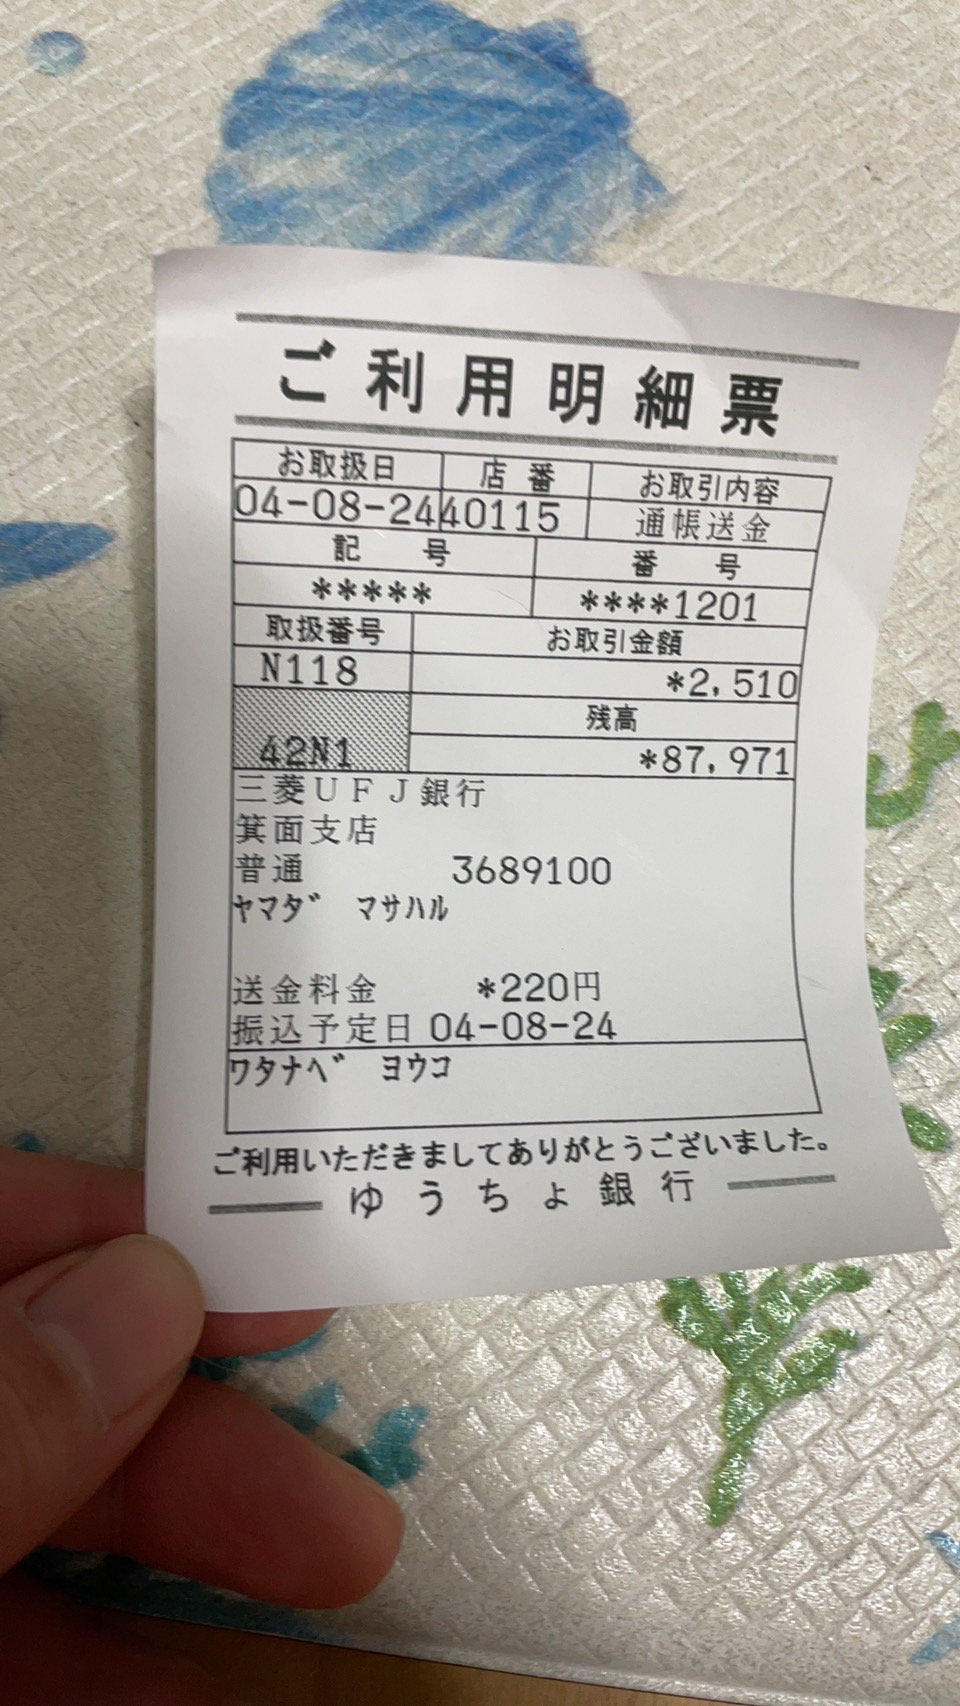 ご利用明細票
お取扱日 店番 お取引内容
04-08-24 40115 通帳送金
記号 番号
***** ****1201
取扱番号 お取引金額
N118 *2,510
残高
42N1 *87,971
三菱UFJ銀行
箕面支店
普通 3689100
ﾔﾏﾀﾞ ﾏｻﾊﾙ
送金料金 *220円
振込予定日 04-08-24
ﾜﾀﾅﾍﾞ ﾖｳｺ
ご利用いただきましてありがとうございました。
ゆうちょ銀行